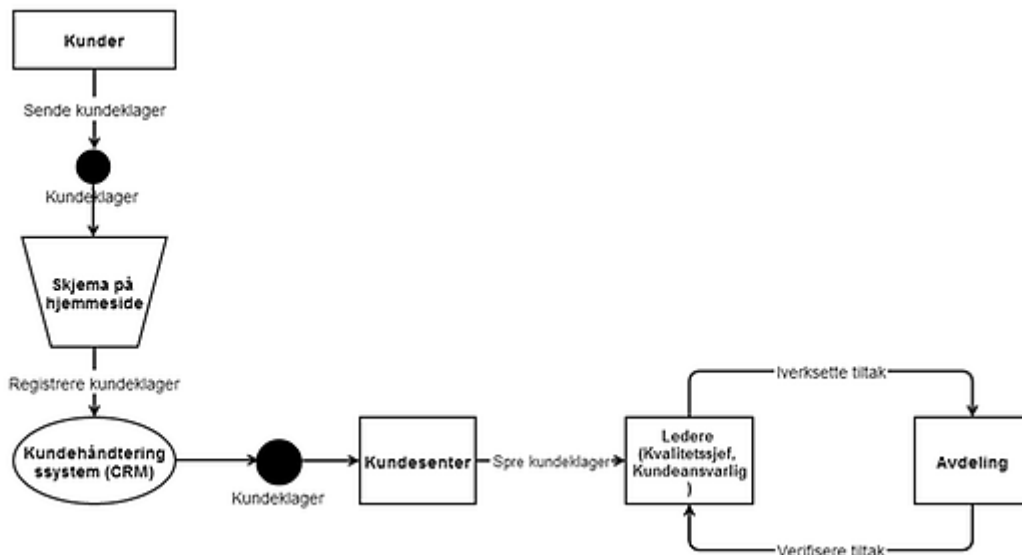 Kunder
Sende kundeklager
Kundeklager
Skjema på
hjemmeside
Registrere kundeklager
Kundehåndtering
ssystem (CRM)
Kundeklager
Kundesenter
Spre kundeklager
Ledere
(Kvalitetssjef,
Kundeansvarlig
)
Iverksette tiltak
Avdeling
Verifisere tiltak